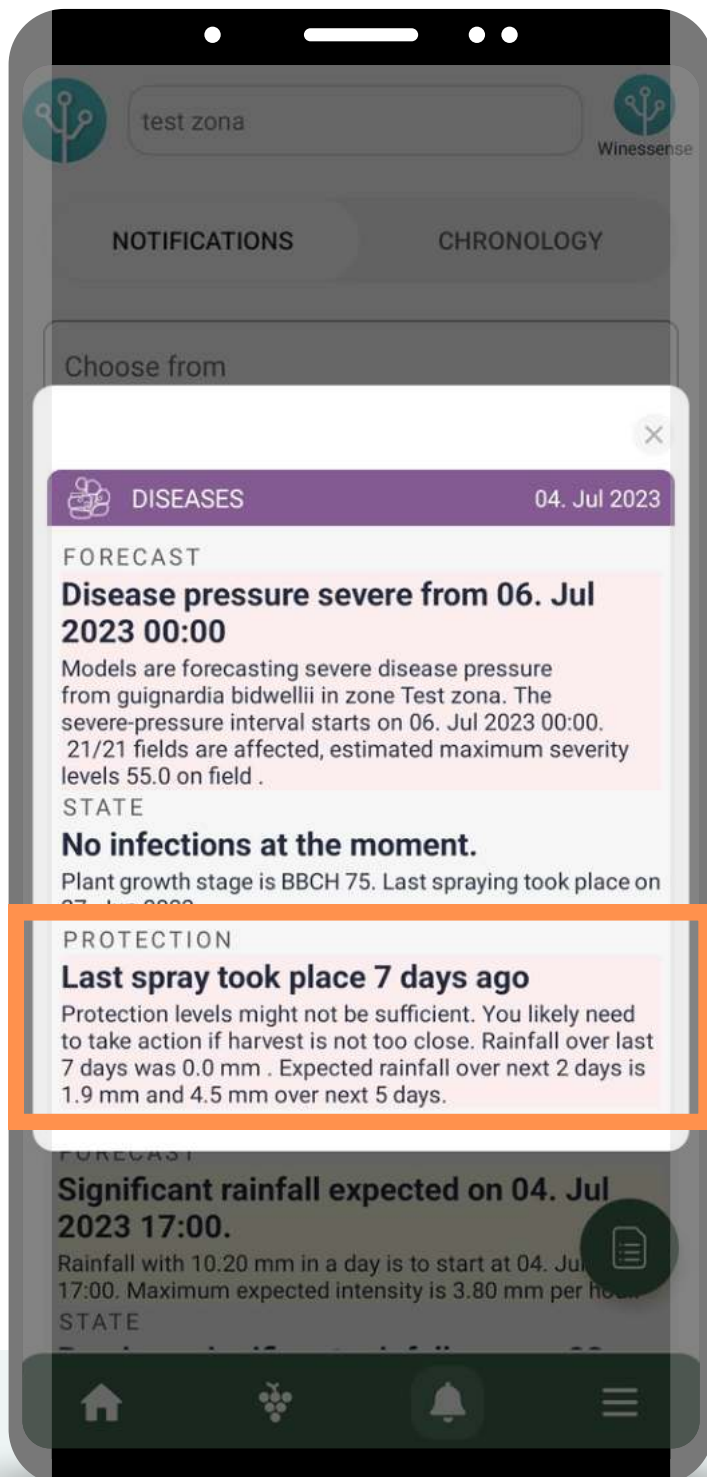 test zona
Winessense
NOTIFICATIONS
CHRONOLOGY
Choose from
DISEASES
04. Jul 2023
FORECAST
Disease pressure severe from 06. Jul
2023 00:00
Models are forecasting severe disease pressure
from guignardia bidwellii in zone Test zona. The
severe-pressure interval starts on 06. Jul 2023 00:00.
21/21 fields are affected, estimated maximum severity
levels 55.0 on field .
STATE
No infections at the moment.
Plant growth stage is BBCH 75. Last spraying took place on
PROTECTION
Last spray took place 7 days ago
Protection levels might not be sufficient. You likely need
to take action if harvest is not too close. Rainfall over last
7 days was 0.0 mm . Expected rainfall over next 2 days is
1.9 mm and 4.5 mm over next 5 days.
FORECAST
Significant rainfall expected on 04. Jul
2023 17:00.
Rainfall with 10.20 mm in a day is to start at 04. Jul
17:00. Maximum expected intensity is 3.80 mm per
STATE